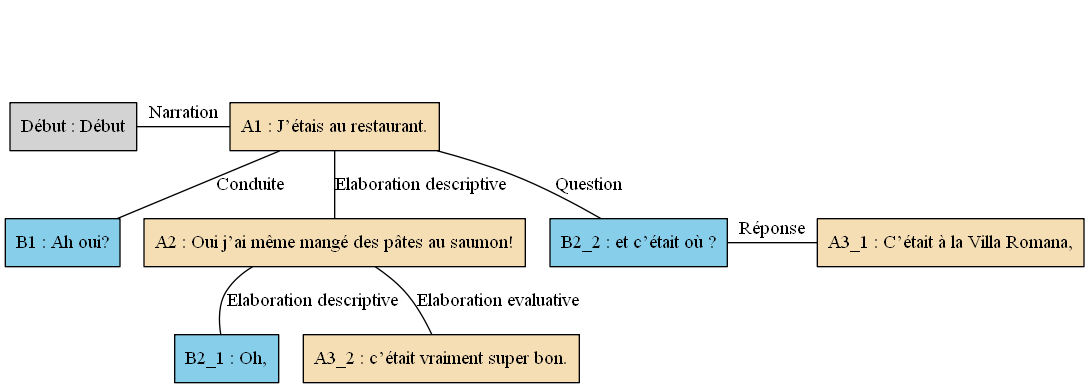 Narration
Début : Début
A1 : J’étais au restaurant.
Conduite
Elaboration descriptive
Question
B1 : Ah oui?
A2 : Oui j’ai même mangé des pâtes au saumon!
B2_2 : et c’était où ?
Réponse
A3_1 : C’était à la Villa Romana,
Elaboration descriptive
Elaboration evaluative
B2_1 : Oh,
A3_2 : c’était vraiment super bon.